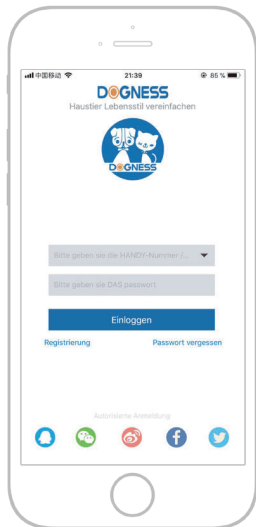 中国移动 21:39 85 %
DOGNESS
Haustier Lebensstil vereinfachen
DOGNESS
Bitte geben sie die HANDY-Nummer /...
Bitte geben sie DAS passwort
Einloggen
Registrierung Passwort vergessen
Autorisierte Anmeldung